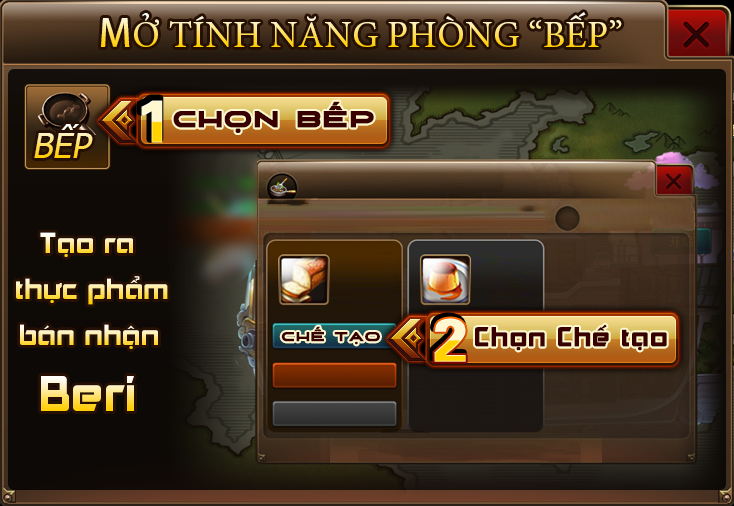 MỞ TÍNH NĂNG PHÒNG “BẾP”
BẾP
1 CHỌN BẾP
Tạo ra
thực phẩm
bán nhận
Beri
CHẾ TẠO
2 Chọn Chế tạo